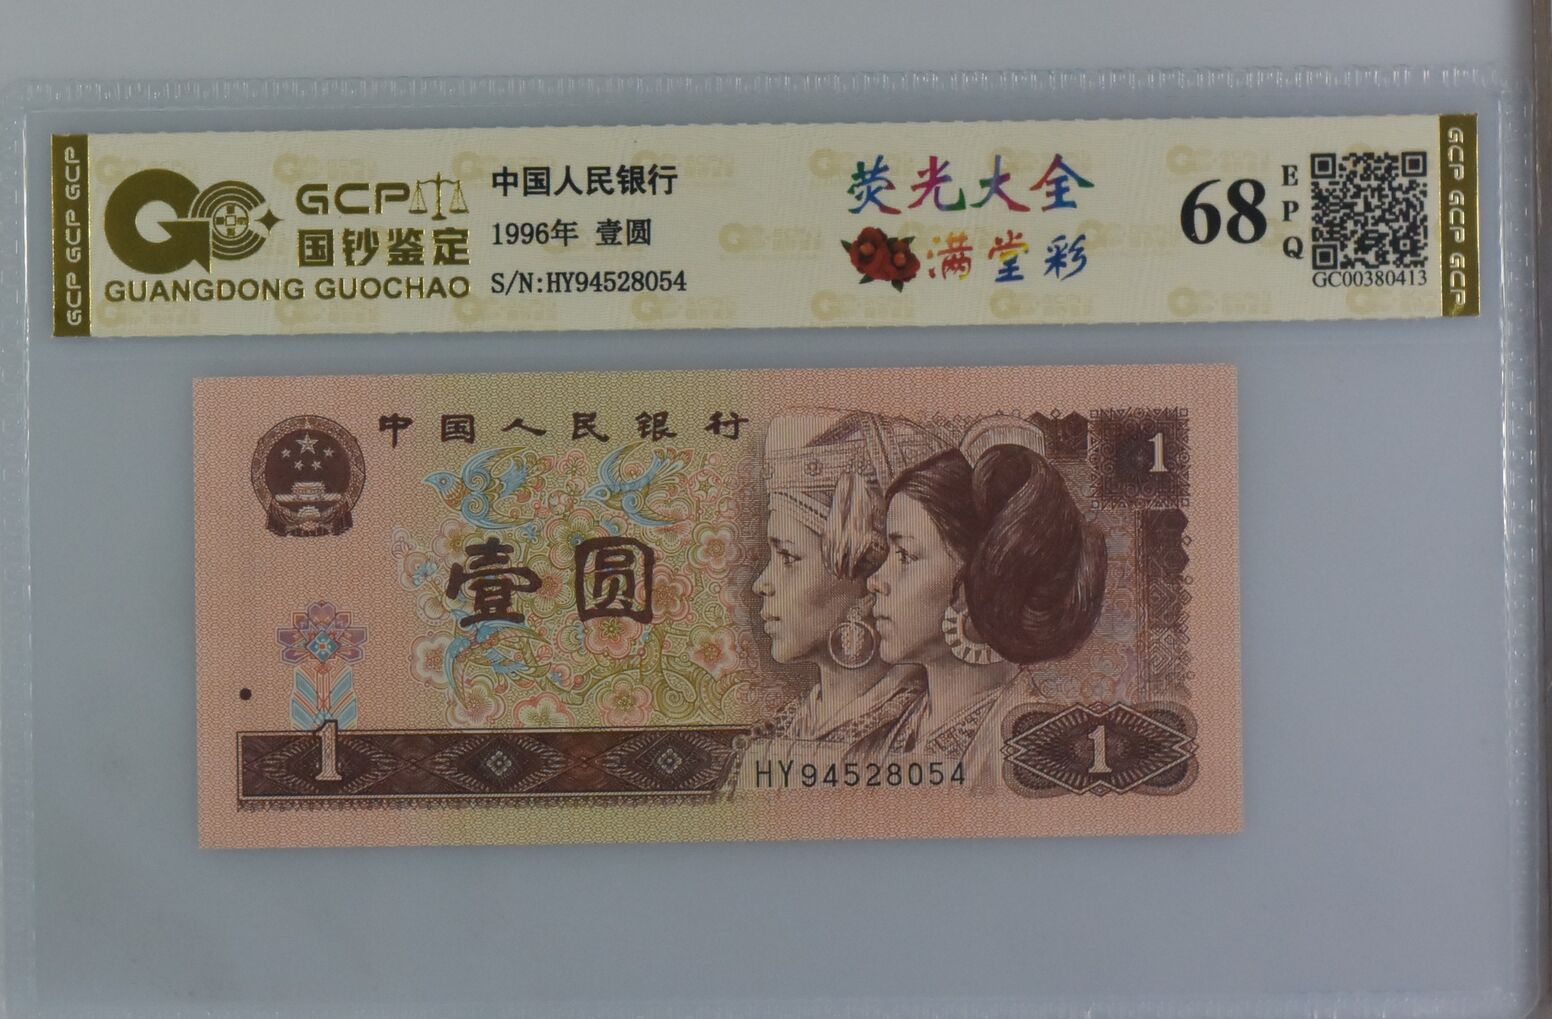 GCP GCP GCP
GCP
国钞鉴定
GUANGDONG GUOCHAO
中国人民银行
1996年 壹圆
S/N:HY94528054
荧光大全
满堂彩
68
EPQ
GC00380413
GCP GCP GCP
中国人民银行
1
壹圆
1
HY94528054
1